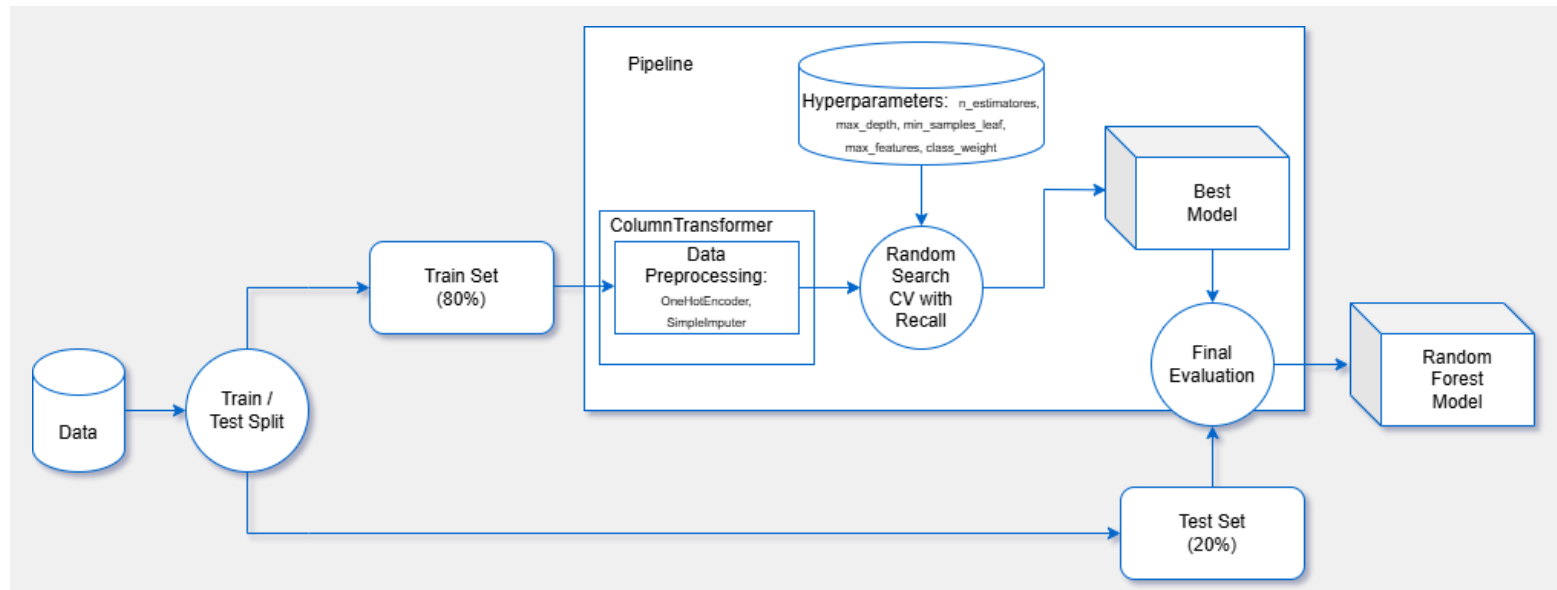 Pipeline
Hyperparameters: n_estimatores,
max_depth, min_samples_leaf,
max_features, class_weight
Best
Model
ColumnTransformer
Data
Preprocessing:
OneHotEncoder,
SimpleImputer
Random
Search
CV with
Recall
Train Set
(80%)
Final
Evaluation
Random
Forest
Model
Train /
Test Split
Data
Test Set
(20%)